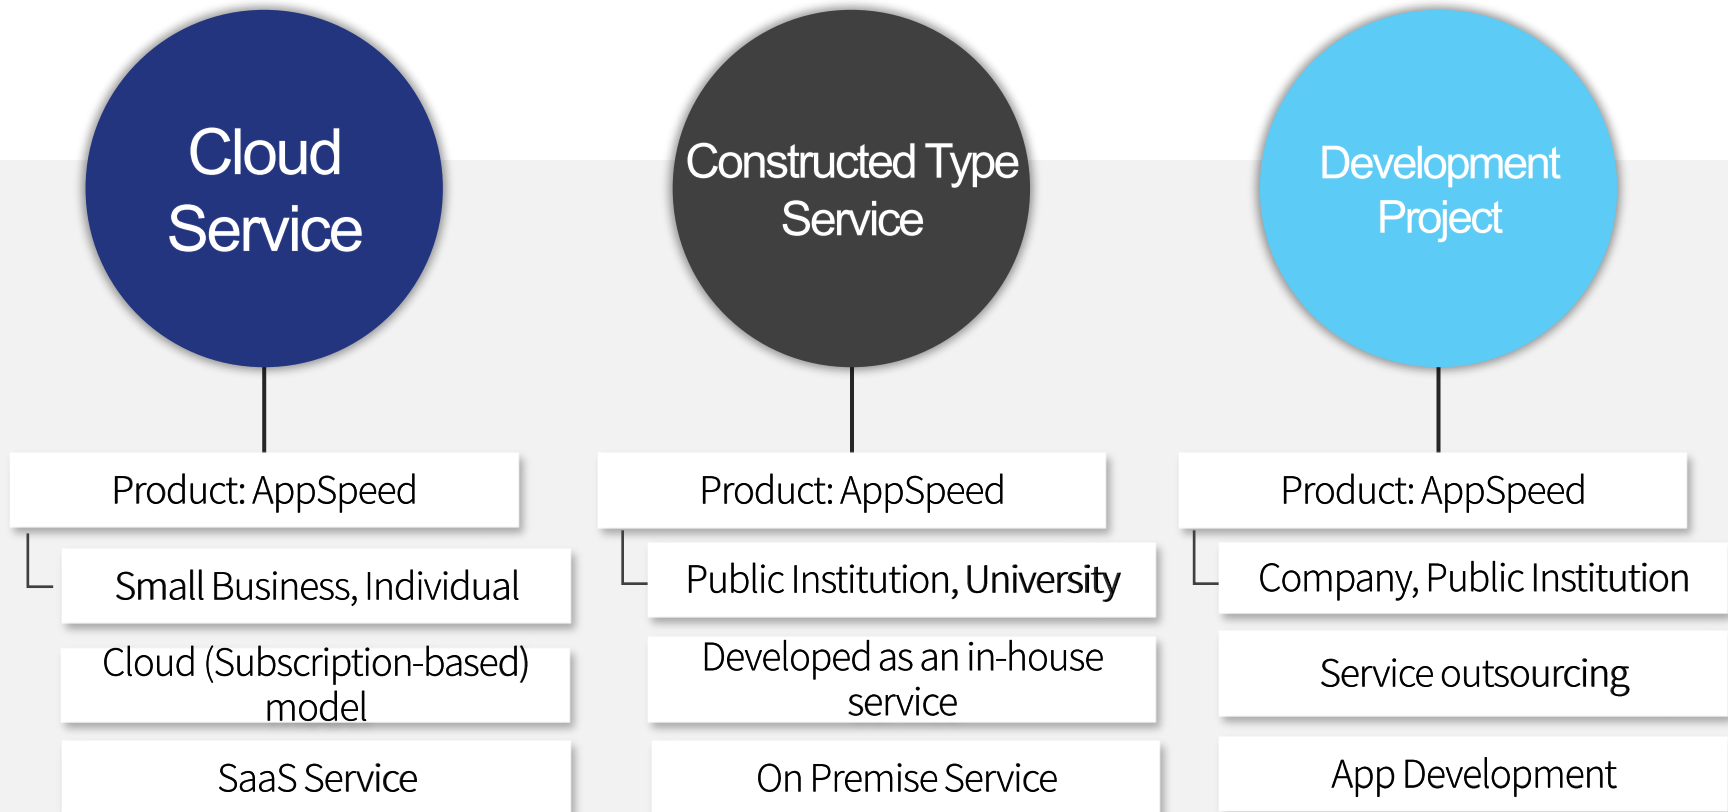 Cloud
Service
Product: AppSpeed
Small Business, Individual
Cloud (Subscription-based)
model
SaaS Service
Constructed Type
Service
Product: AppSpeed
Public Institution, University
Developed as an in-house
service
On Premise Service
Development
Project
Product: AppSpeed
Company, Public Institution
Service outsourcing
App Development